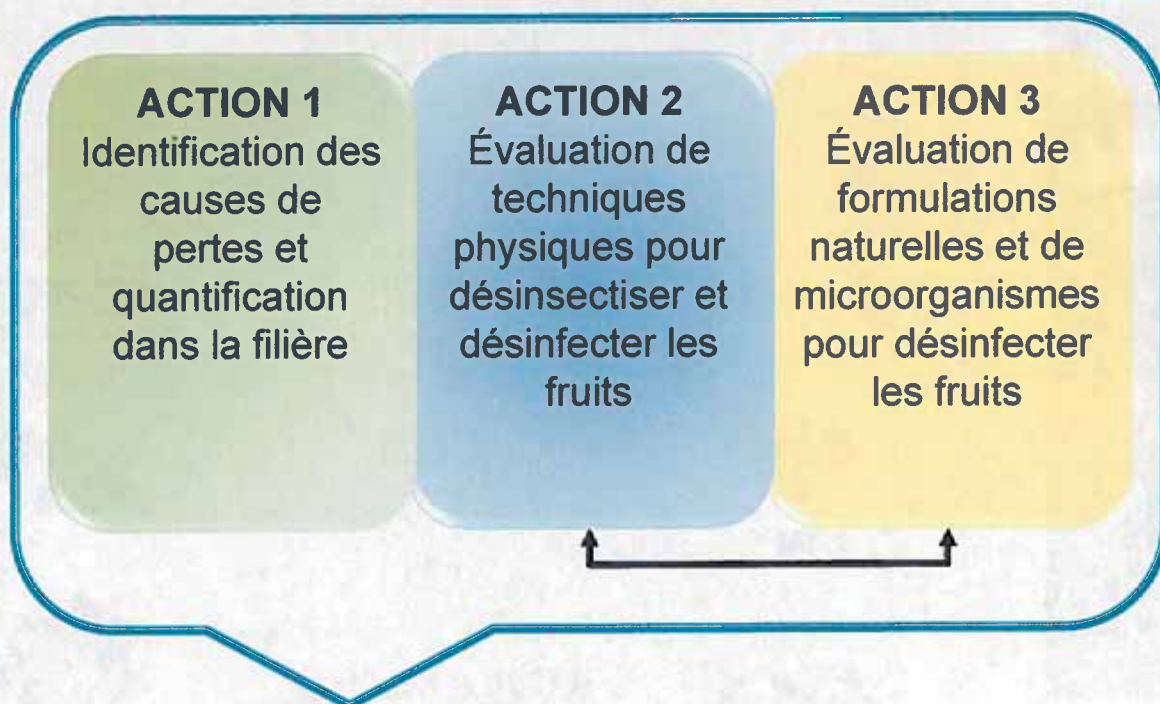 ACTION 1
Identification des
causes de
pertes et
quantification
dans la filière
ACTION 2
Évaluation de
techniques
physiques pour
désinsectiser et
désinfecter les
fruits
ACTION 3
Évaluation de
formulations
naturelles et de
microorganismes
pour désinfecter
les fruits